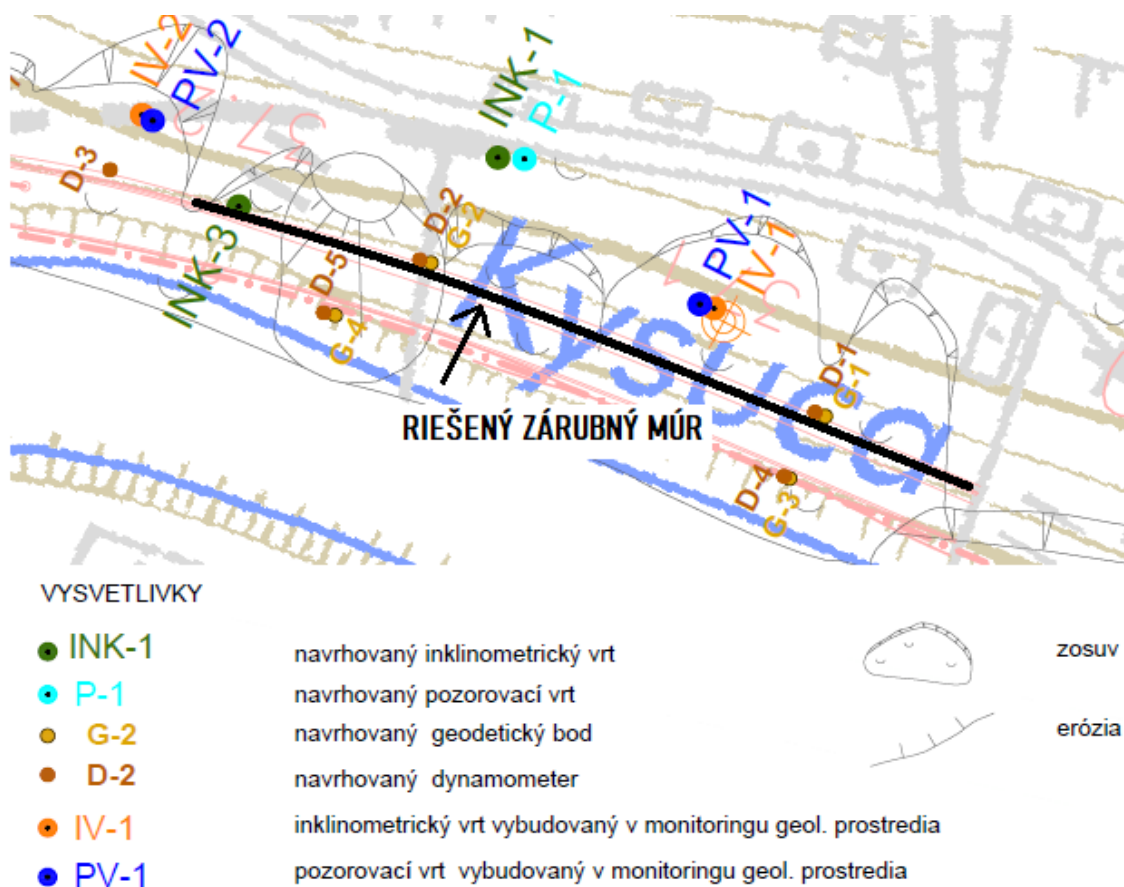 IV-2
PV-2
INK-1
P-1
D-3
INK-3
D-2
G-2
D-5
G-4
PV-1
IV-1
Kysuca
D-1
G-1
RIEŠENÝ ZÁRUBNÝ MÚR
D-4
G-3
VYSVETLIVKY
INK-1 navrhovaný inklinometrický vrt
P-1 navrhovaný pozorovací vrt
G-2 navrhovaný geodetický bod
D-2 navrhovaný dynamometer
IV-1 inklinometrický vrt vybudovaný v monitoringu geol. prostredia
PV-1 pozorovací vrt vybudovaný v monitoringu geol. prostredia
zosuv
erózia